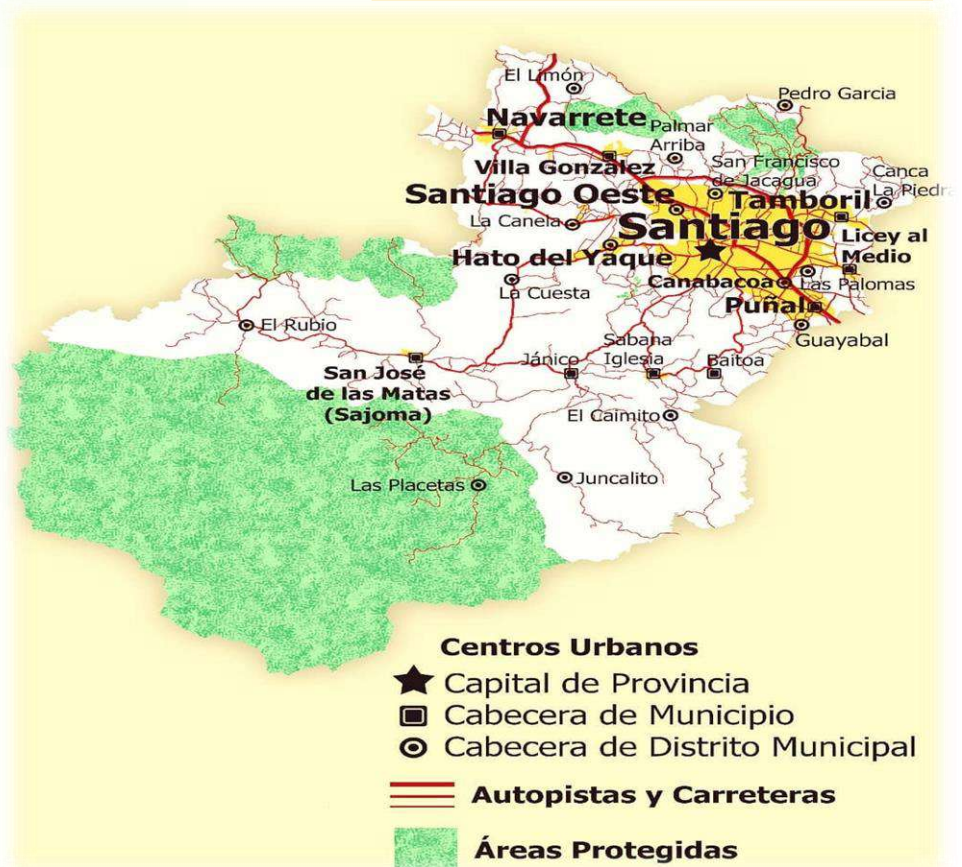 El Limón
Pedro Garcia
Navarrete
Palmar
Arriba
Villa González
San Francisco
de Jacagua
Canca
La Piedra
Santiago Oeste
Tamboril
La Canela
Santiago
Licey al
Medio
Hato del Yaque
Canabacoa
Las Palomas
La Cuesta
Puñal
El Rubio
Guayabal
Sabana
Iglesia
Jánico
Baitoa
San José
de las Matas
(Sajoma)
El Caimito
Las Placetas
Juncalito
Centros Urbanos
Capital de Provincia
Cabecera de Municipio
Cabecera de Distrito Municipal
Autopistas y Carreteras
Áreas Protegidas